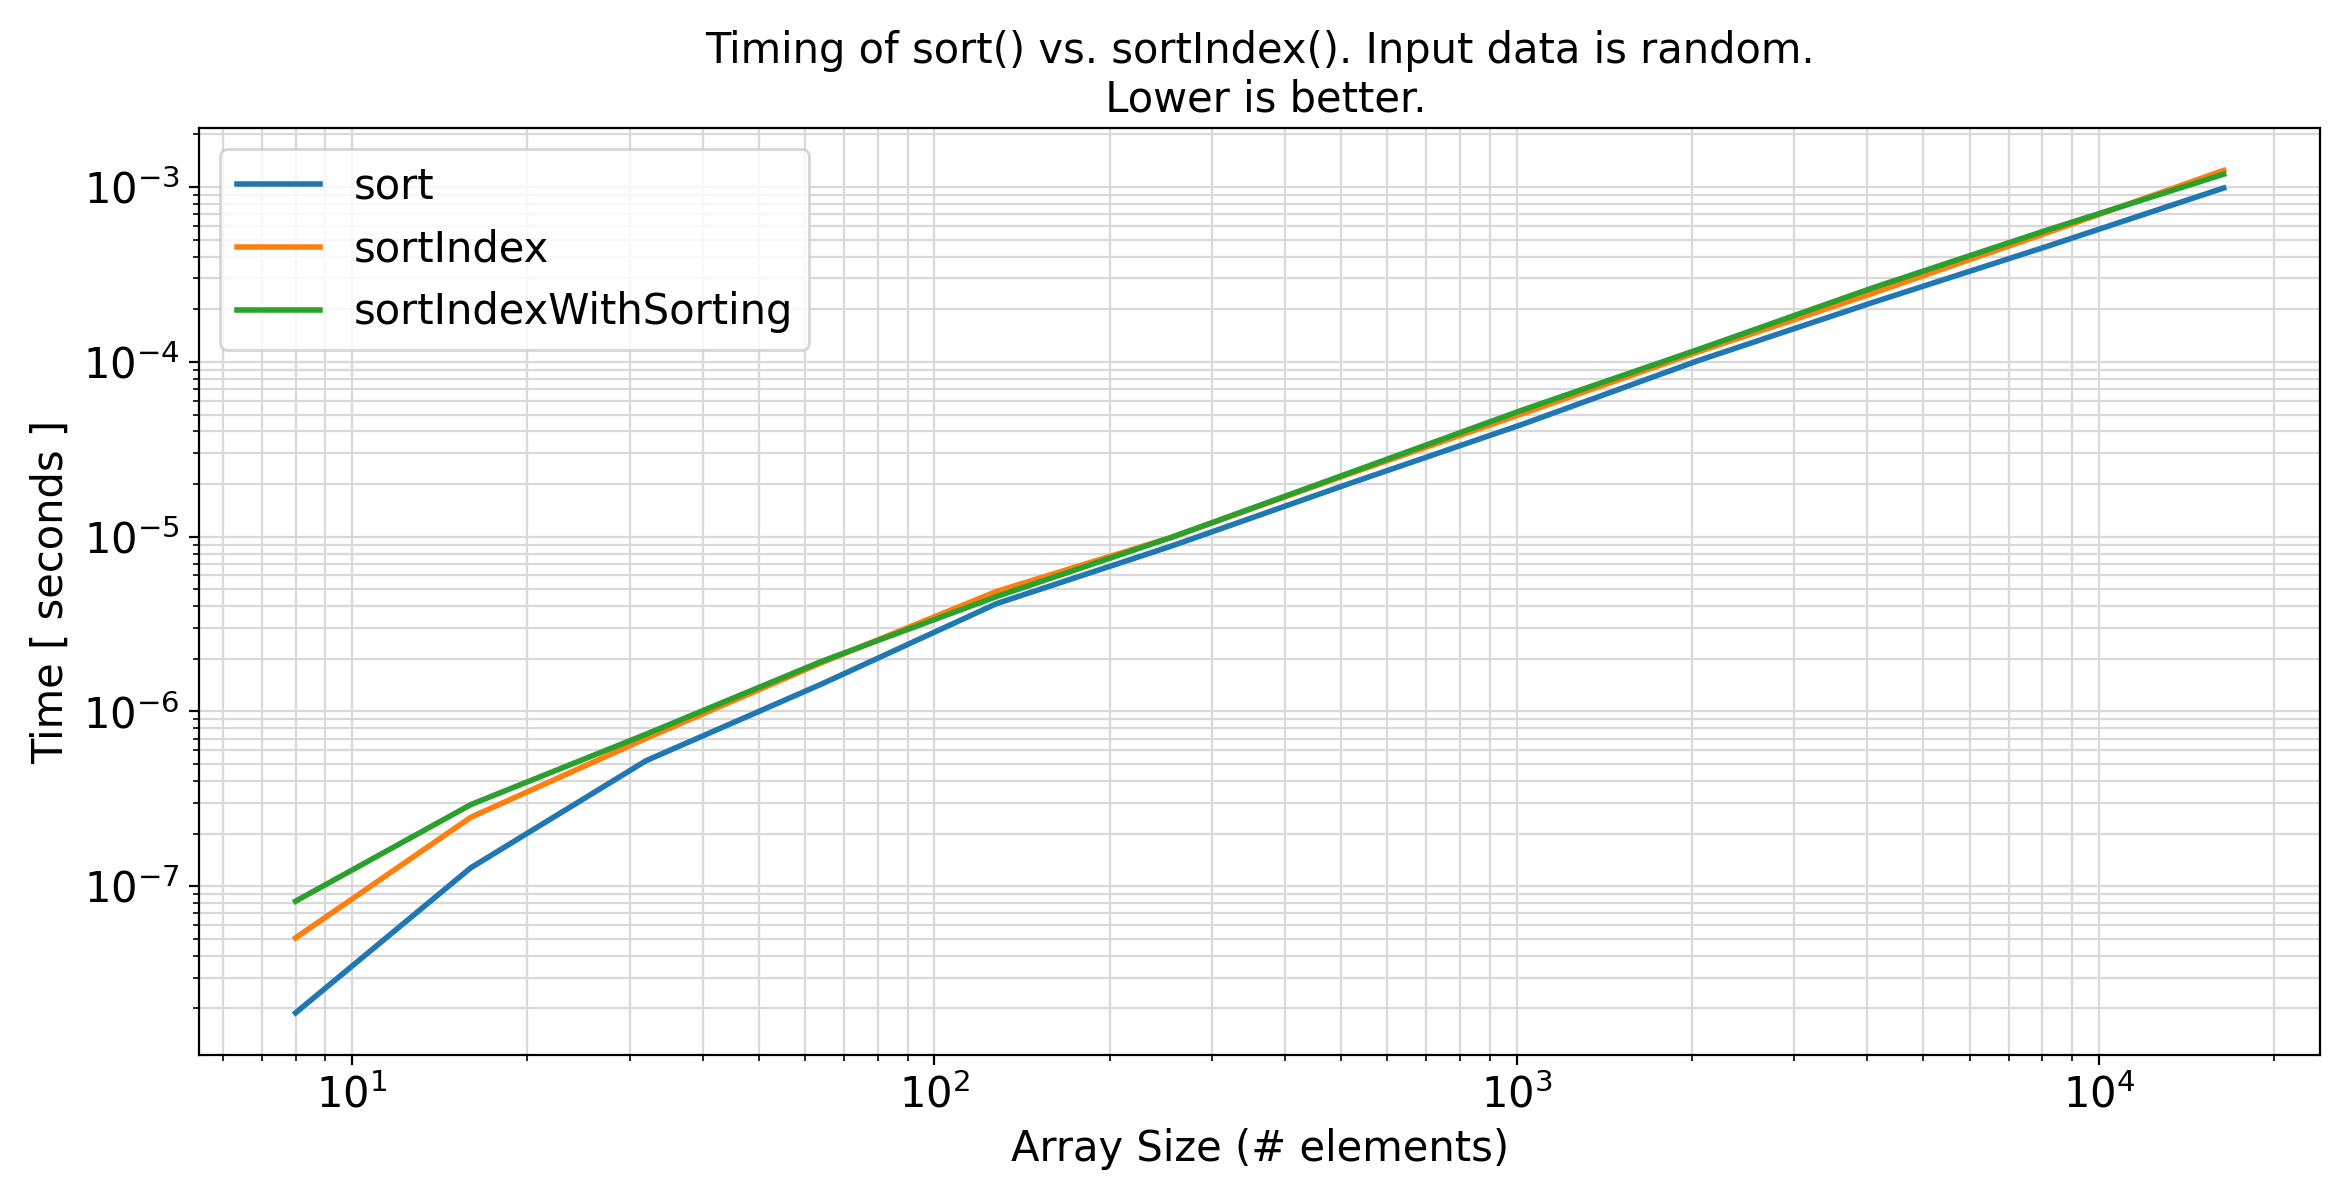 Timing of sort() vs. sortIndex(). Input data is random.
Lower is better.
sort
sortIndex
sortIndexWithSorting
10⁻³
10⁻⁴
10⁻⁵
10⁻⁶
10⁻⁷
Time [ seconds ]
10¹ 10² 10³ 10⁴
Array Size (# elements)